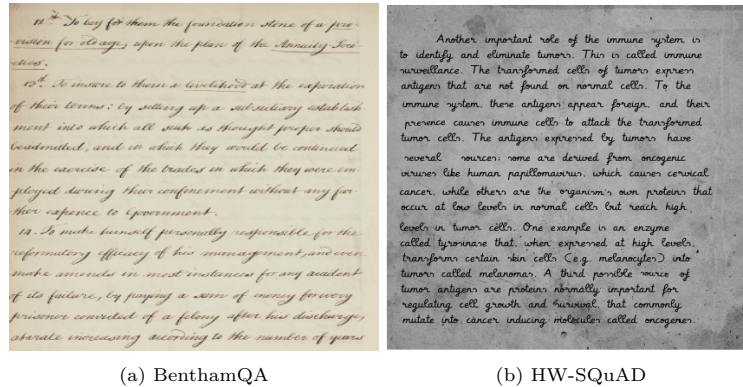 12th To lay for them the foundation stone of a pro-
-vision for old age, upon the plan of the Annuity-Soci-
-eties.
13th. To insure to them a livelihood at the expiration
of their terms: by setting up a subsidiary establish-
ment into which all such as thought proper should
be admitted, and in which they would be continued
in the exercise of the trades in which they were em-
ployed during their confinement without any far-
ther expence to Government.
14. To make himself personally responsible for the
reformatory efficacy of his management, and even
make amends in most instances for any accident
of its failure, by paying a sum of money for every
prisoner convicted of a felony after his discharge,
at a rate increasing according to the number of years
(a) BenthamQA
Another important role of the immune system is
to identify and eliminate tumors. This is called immune
surveillance. The transformed cells of tumors express
antigens that are not found on normal cells. To the
immune system, these antigens appear foreign, and their
presence causes immune cells to attack the transformed
tumor cells. The antigens expressed by tumors have
several sources; some are derived from oncogenic
viruses like human papillomavirus, which causes cervical
cancer, while others are the organism's own proteins that
occur at low levels in normal cells but reach high
levels in tumor cells. One example is an enzyme
called tyrosinase that, when expressed at high levels,
transforms certain skin cells (e.g. melanocytes) into
tumors called melanomas. A third possible source of
tumor antigens are proteins normally important for
regulating cell growth and survival, that commonly
mutate into cancer inducing molecules called oncogenes.
(b) HW-SQuAD